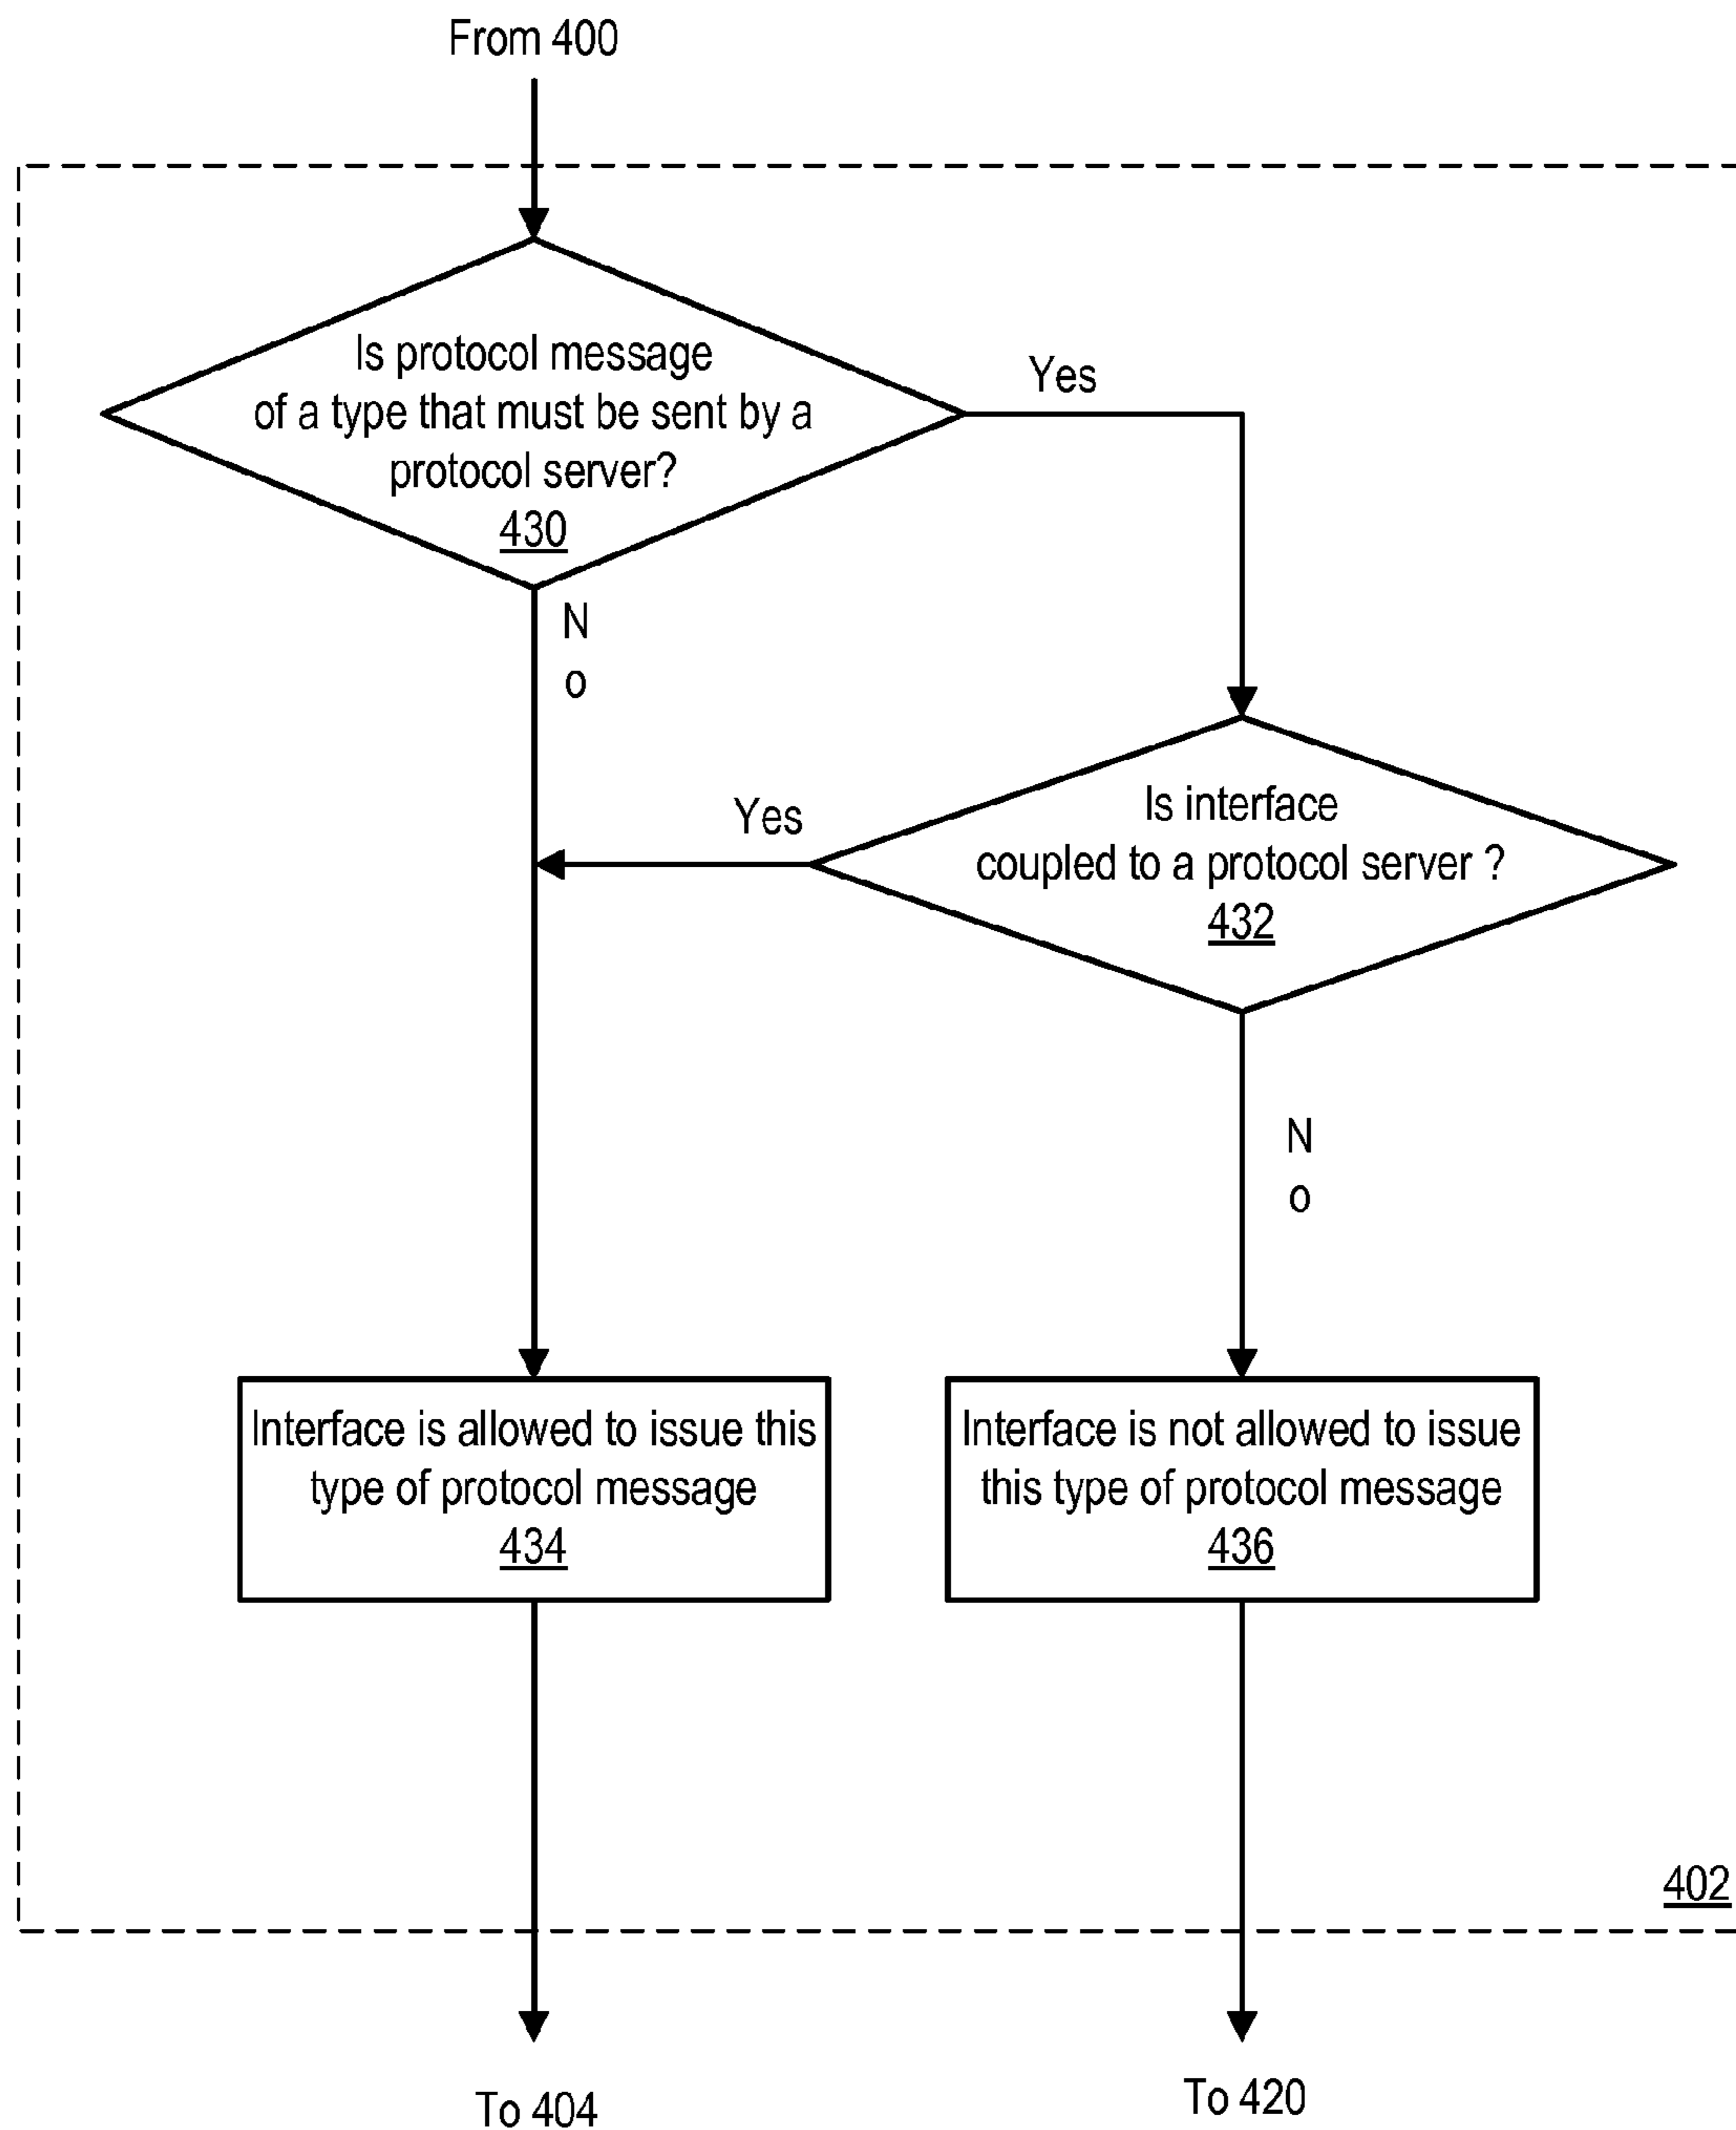 From 400
Is protocol message
of a type that must be sent by a
protocol server?
430
Yes
N
o
Is interface
coupled to a protocol server ?
432
Yes
N
o
Interface is allowed to issue this
type of protocol message
434
Interface is not allowed to issue
this type of protocol message
436
402
To 404
To 420